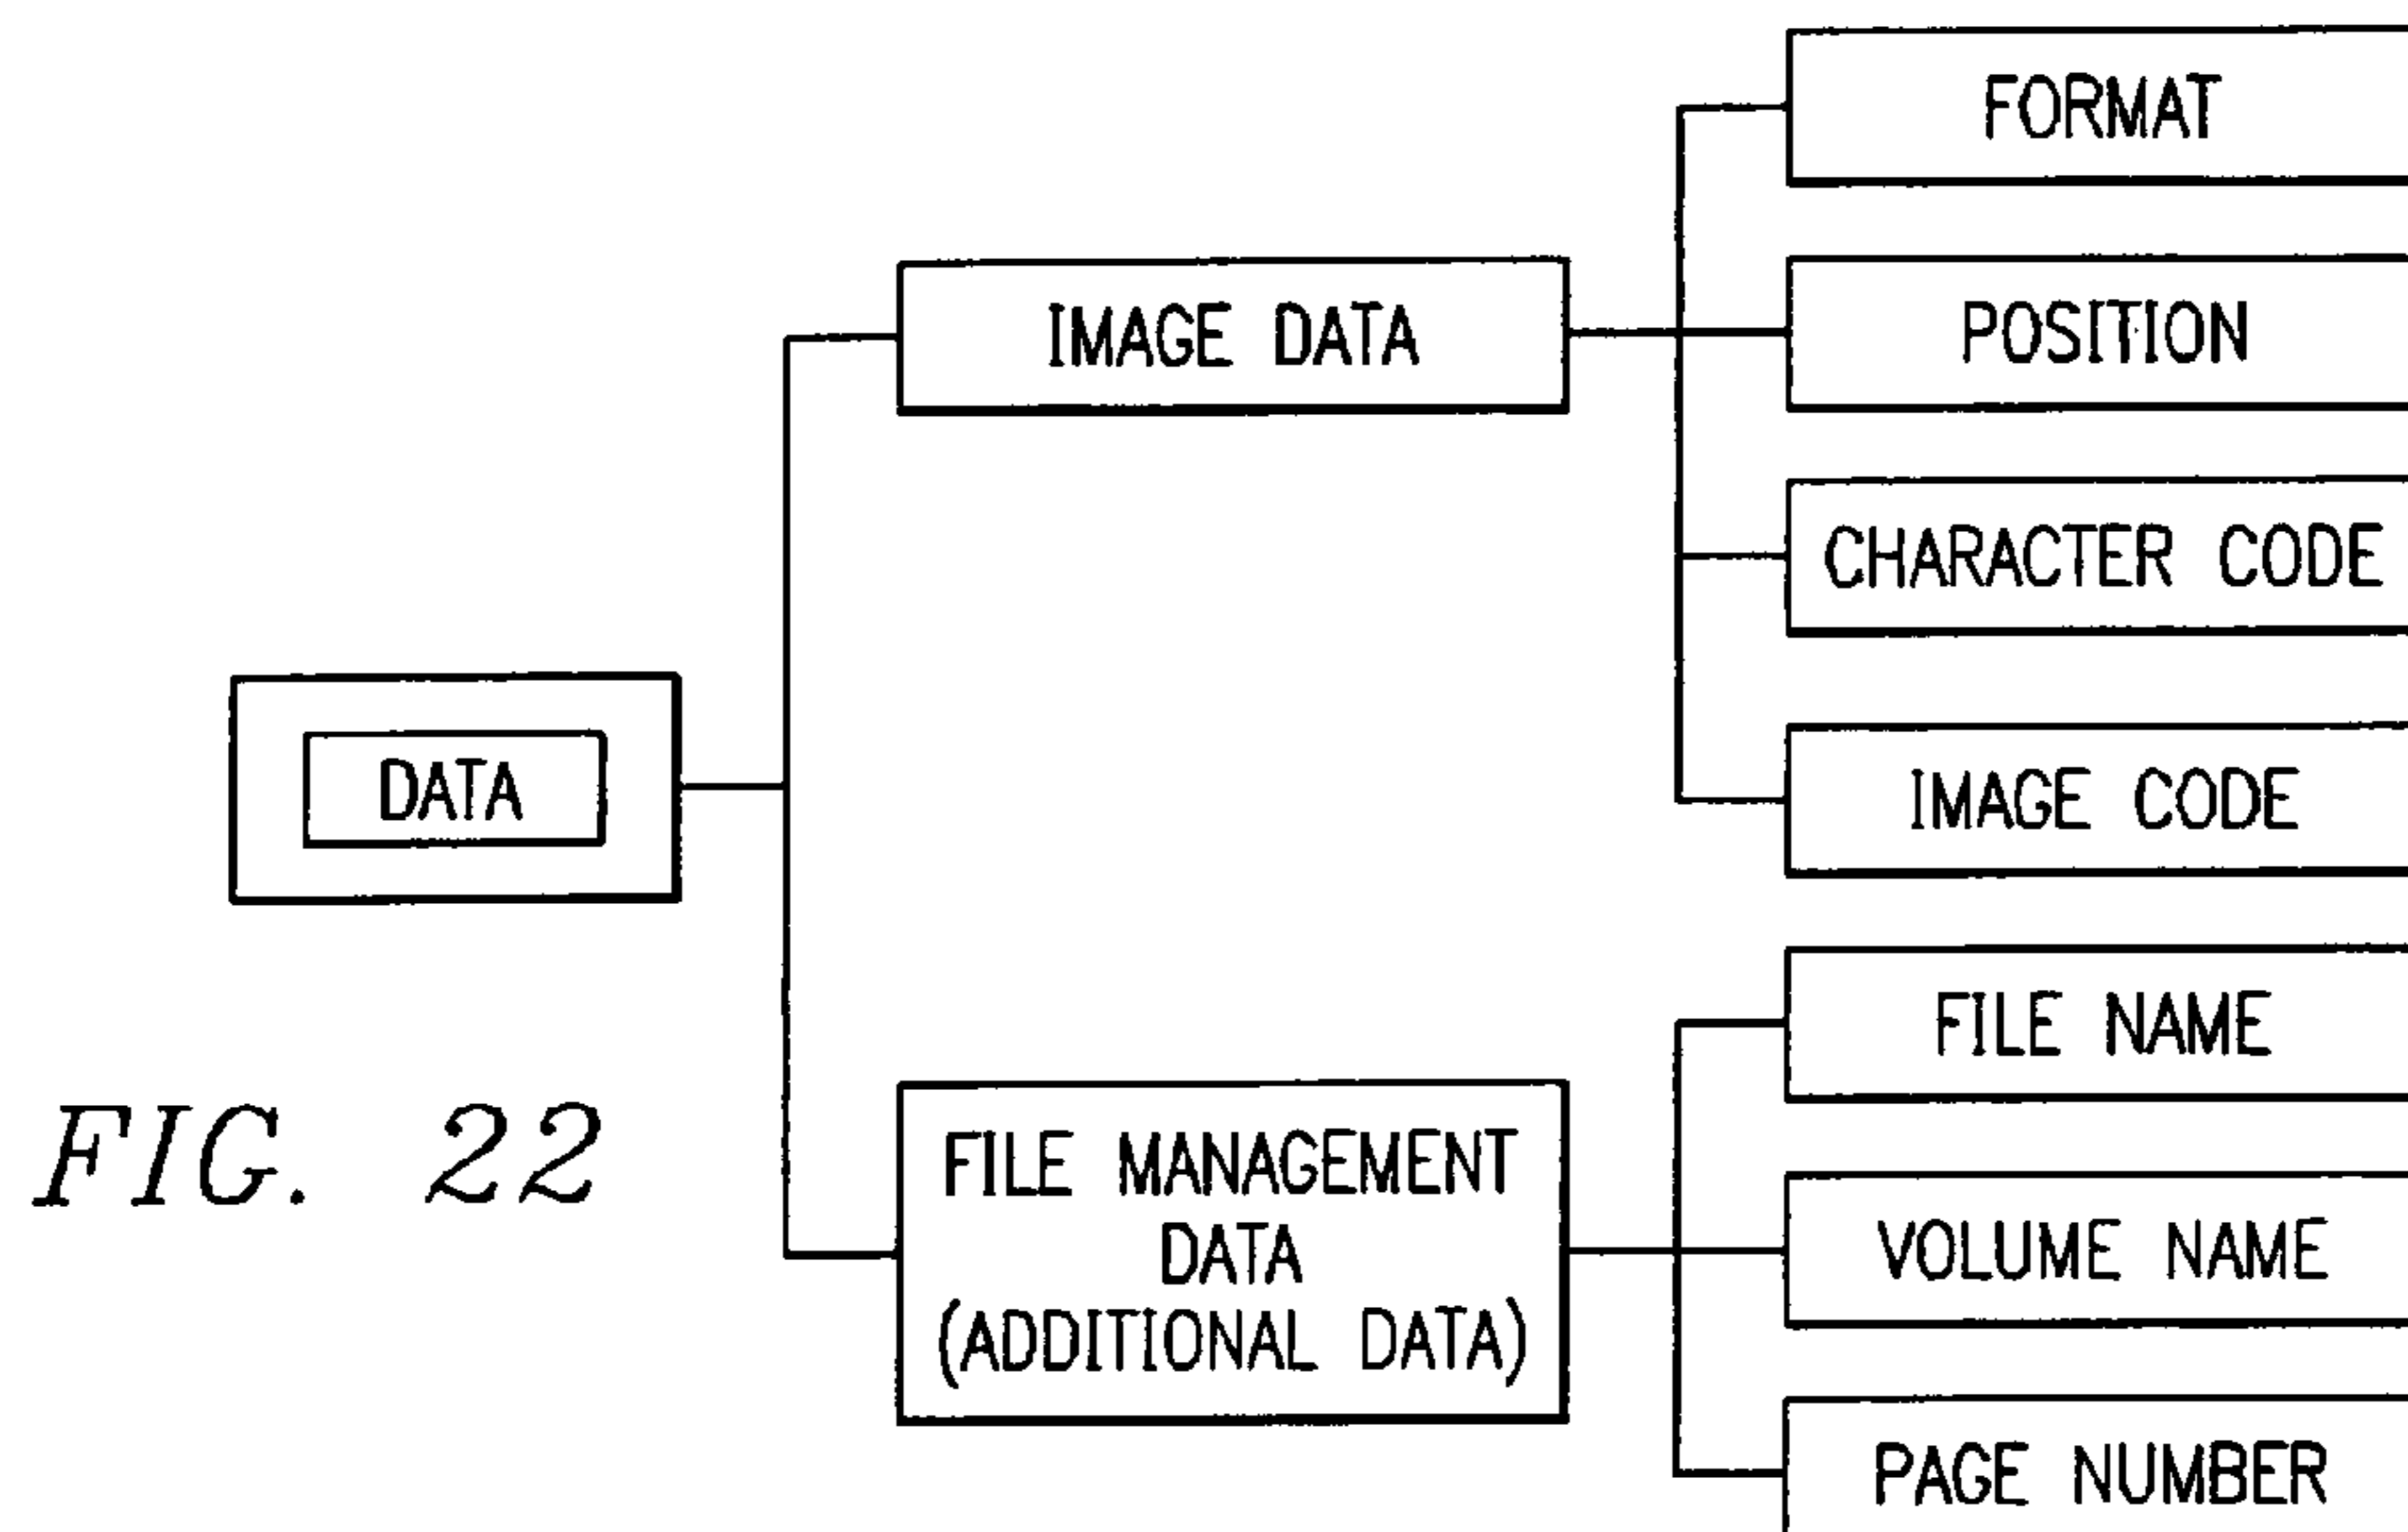 FORMAT
IMAGE DATA
POSITION
CHARACTER CODE
DATA
IMAGE CODE
FILE NAME
FIG. 22
FILE MANAGEMENT
DATA
(ADDITIONAL DATA)
VOLUME NAME
PAGE NUMBER